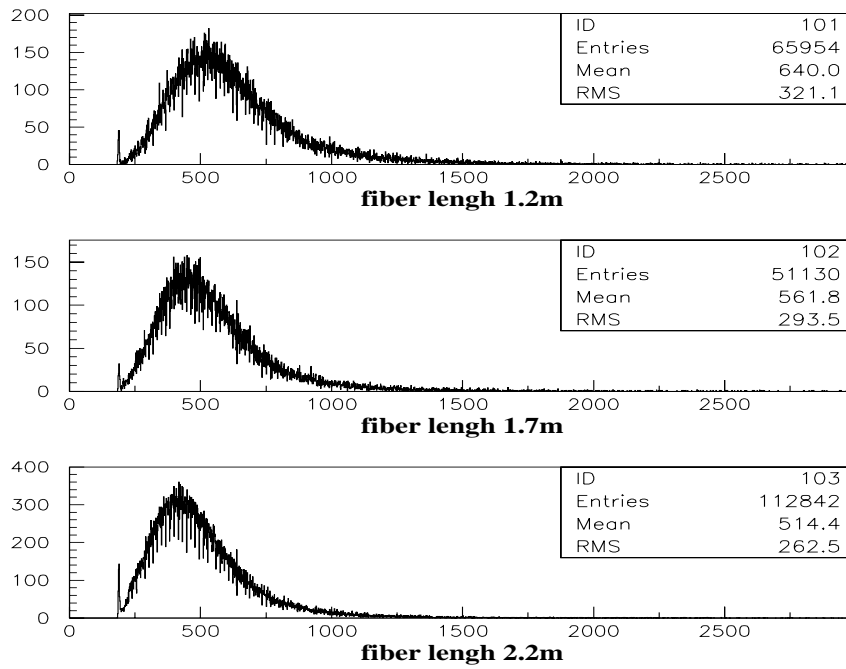 200
150
100
50
0
ID 101
Entries 65954
Mean 640.0
RMS 321.1
0 500 1000 1500 2000 2500
fiber lengh 1.2m
150
100
50
0
ID 102
Entries 51130
Mean 561.8
RMS 293.5
0 500 1000 1500 2000 2500
fiber lengh 1.7m
400
300
200
100
0
ID 103
Entries 112842
Mean 514.4
RMS 262.5
0 500 1000 1500 2000 2500
fiber lengh 2.2m